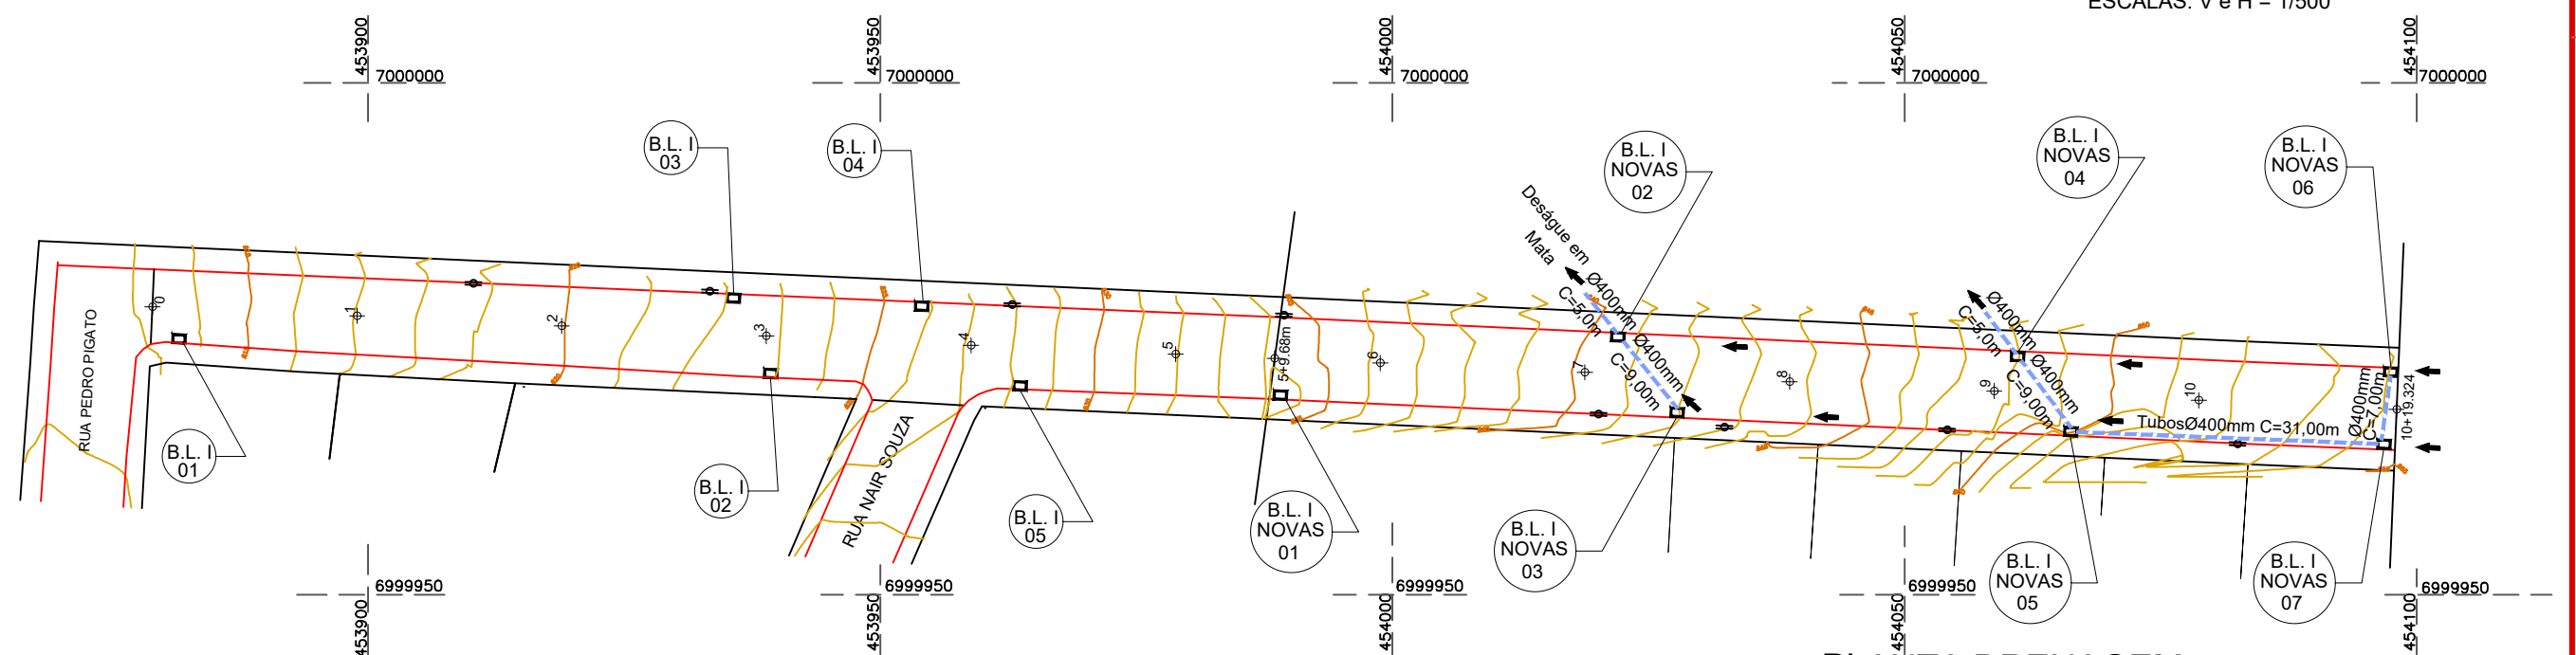 ESCALAS: V e H = 1/500
453900
7000000
453950
7000000
454000
7000000
454050
7000000
454100
7000000
B.L. I
03
B.L. I
04
B.L. I
NOVAS
02
B.L. I
NOVAS
04
B.L. I
NOVAS
06
Deságue em
Mata
Ø400mm
C=5,0m
Ø400mm
C=9,00m
Ø400mm
C=5,0m
Ø400mm
C=9,00m
TubosØ400mm C=31,00m
Ø400mm
C=7,00m
10+19.324
5+9.68m
0
1
2
3
4
5
6
7
8
9
10
RUA PEDRO PIGATO
RUA NAIR SOUZA
B.L. I
01
B.L. I
02
B.L. I
05
B.L. I
NOVAS
01
B.L. I
NOVAS
03
B.L. I
NOVAS
05
B.L. I
NOVAS
07
453900
6999950
453950
6999950
454000
6999950
454050
6999950
454100
6999950
PLANTA DRENAGEM